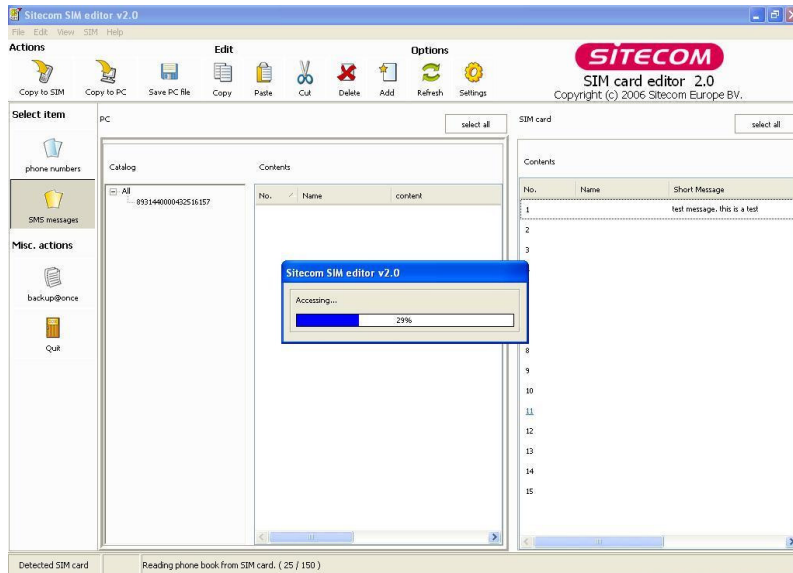 Sitecom SIM editor v2.0
File Edit View SIM Help
Actions Edit Options
Copy to SIM Copy to PC Save PC file Copy Paste Cut Delete Add Refresh Settings
SITECOM
SIM card editor 2.0
Copyright (c) 2006 Sitecom Europe BV.
Select item
phone numbers
SMS messages
Misc. actions
backup@once
Quit
PC
select all
Catalog
All
8931440000432516157
Contents
No. Name content
SIM card
select all
Contents
No. Name Short Message
1 test message. this is a test
2
3
8
9
10
11
12
13
14
15
Sitecom SIM editor v2.0
Accessing...
29%
Detected SIM card
Reading phone book from SIM card. ( 25 / 150 )